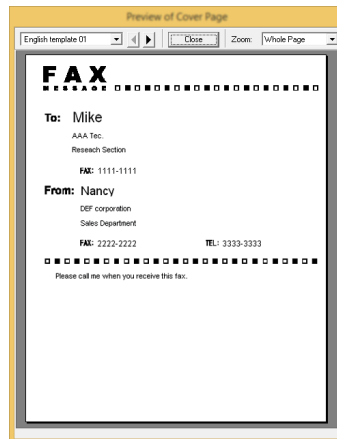 Preview of Cover Page
English template 01 Close Zoom: Whole Page
FAX
MESSAGE
To: Mike
AAA Tec.
Reseach Section
FAX: 1111-1111
From: Nancy
DEF corporation
Sales Department
FAX: 2222-2222 TEL: 3333-3333
Please call me when you receive this fax.